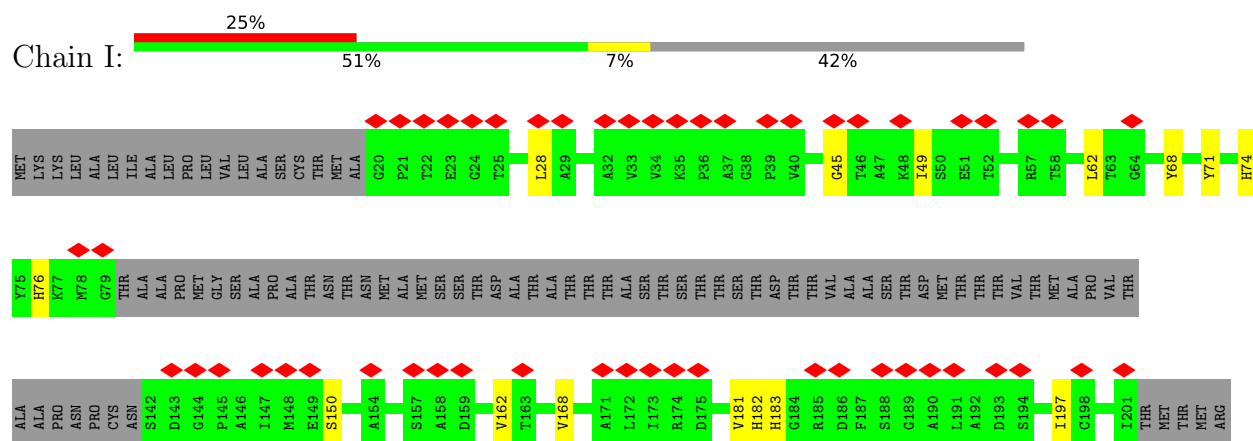 25%
Chain I:
51% 7% 42%
MET LYS LYS LEU ALA ALA LEU ILE ALA LEU PRO LEU VAL LEU ALA SER CYS THR MET ALA G20 P21 T22 E23 G24 T25 L28 A29 A32 V33 V34 K35 P36 A37 G38 P39 V40 G45 T46 A47 K48 I49 S50 E51 T52 R57 T58 L62 T63 G64 Y68 Y71 H74
Y75 H76 K77 M78 G79 THR ALA ALA PRO MET GLY SER ALA PRO ALA THR ASN THR ASN MET ALA MET SER SER THR ASP ALA THR ALA THR THR THR ALA SER THR SER THR THR SER THR ASP THR THR VAL ALA ALA SER THR ASP MET THR THR THR VAL THR MET ALA PRO VAL THR
ALA ALA PRO ASN PRO CYS ASN S142 D143 G144 P145 A146 I147 M148 E149 S150 A154 S157 A158 D159 V162 T163 V168 A171 L172 I173 R174 D175 V181 H182 H183 G184 R185 D186 F187 S188 G189 A190 L191 A192 D193 S194 I197 C198 I201 THR MET THR MET ARG